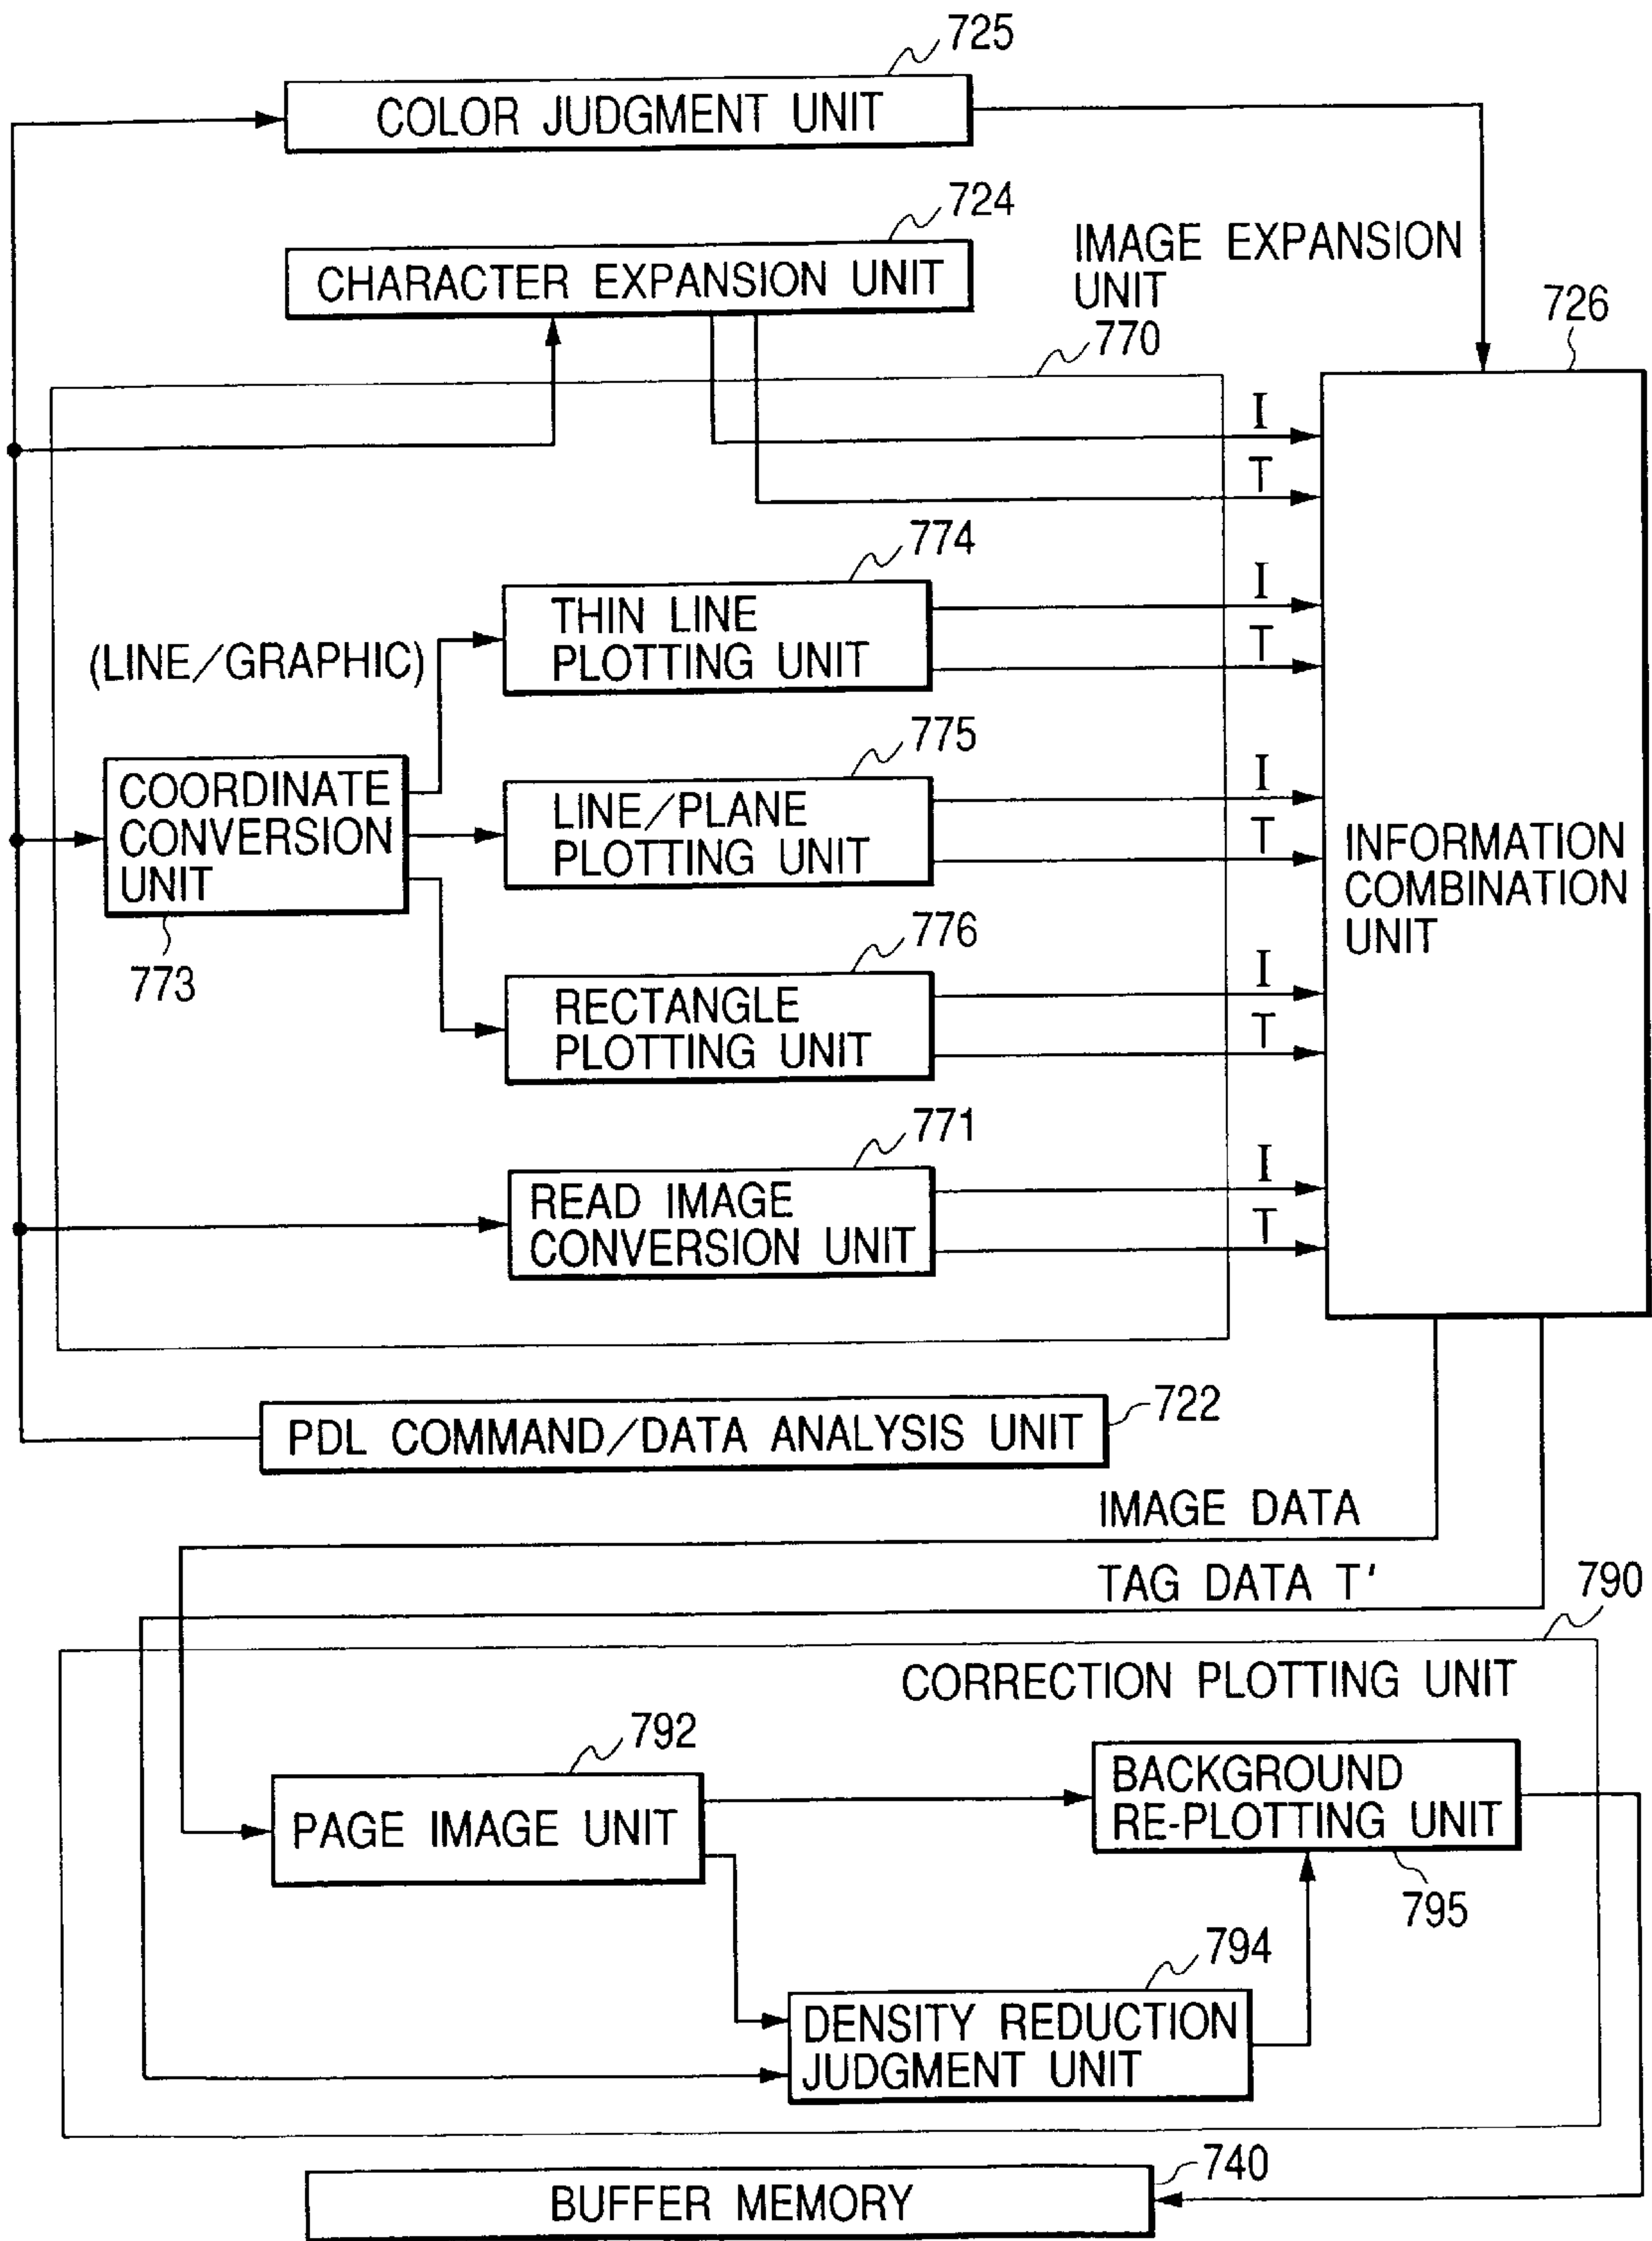 725
COLOR JUDGMENT UNIT
724
CHARACTER EXPANSION UNIT
IMAGE EXPANSION
UNIT
770
726
I
T
774
THIN LINE
PLOTTING UNIT
I
T
(LINE/GRAPHIC)
775
COORDINATE
CONVERSION
UNIT
773
LINE/PLANE
PLOTTING UNIT
I
T
INFORMATION
COMBINATION
UNIT
776
RECTANGLE
PLOTTING UNIT
I
T
771
READ IMAGE
CONVERSION UNIT
I
T
PDL COMMAND/DATA ANALYSIS UNIT
722
IMAGE DATA
TAG DATA T'
790
CORRECTION PLOTTING UNIT
792
PAGE IMAGE UNIT
BACKGROUND
RE-PLOTTING UNIT
795
794
DENSITY REDUCTION
JUDGMENT UNIT
740
BUFFER MEMORY